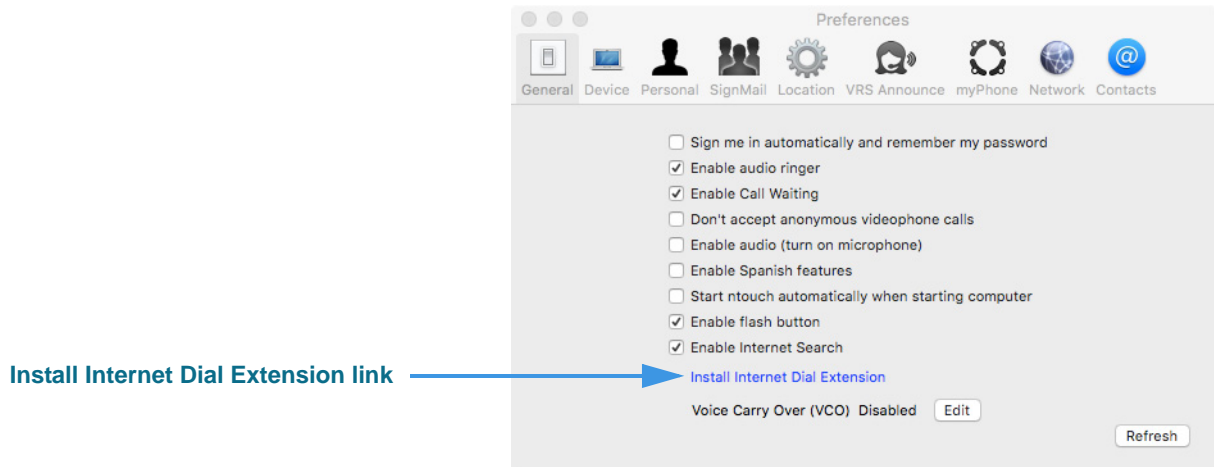 Preferences
General Device Personal SignMail Location VRS Announce myPhone Network Contacts
Sign me in automatically and remember my password
Enable audio ringer
Enable Call Waiting
Don't accept anonymous videophone calls
Enable audio (turn on microphone)
Enable Spanish features
Start ntouch automatically when starting computer
Enable flash button
Enable Internet Search
Install Internet Dial Extension link
Install Internet Dial Extension
Voice Carry Over (VCO) Disabled Edit
Refresh